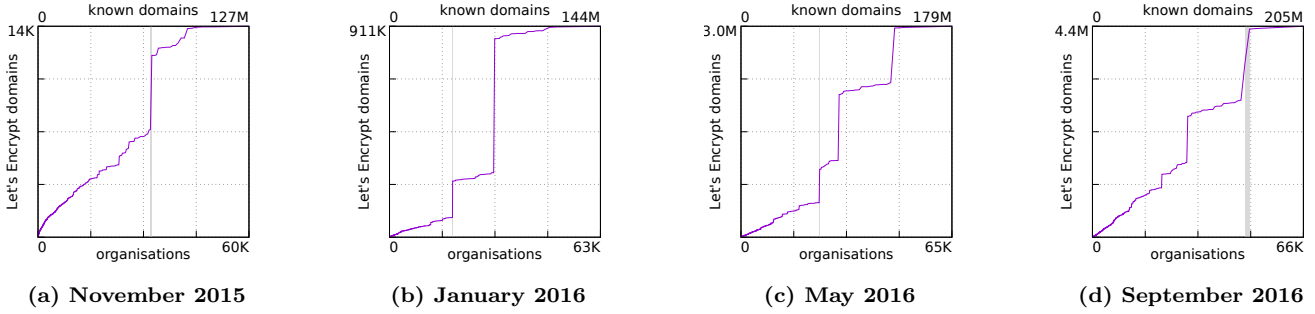 0 known domains 127M
14K
Let's Encrypt domains
0 60K
organisations
(a) November 2015
0 known domains 144M
911K
Let's Encrypt domains
0 63K
organisations
(b) January 2016
0 known domains 179M
3.0M
Let's Encrypt domains
0 65K
organisations
(c) May 2016
0 known domains 205M
4.4M
Let's Encrypt domains
0 66K
organisations
(d) September 2016